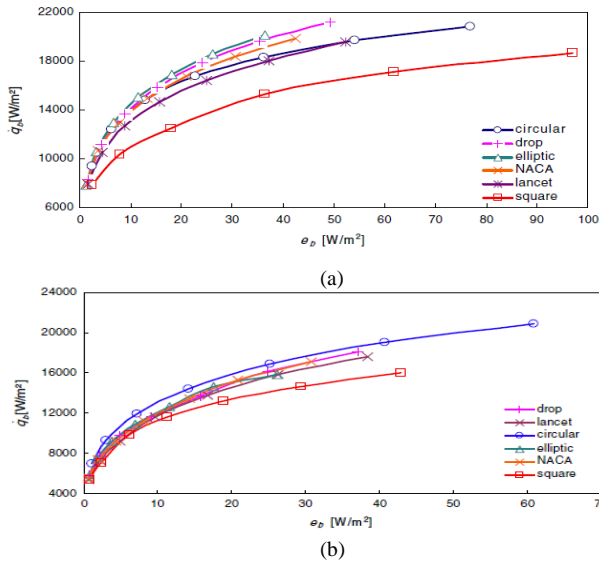 22000
18000
14000
10000
6000
q̇b[W/m²]
0 10 20 30 40 50 60 70 80 90 100
eb [W/m²]
circular
drop
elliptic
NACA
lancet
square
(a)
24000
20000
16000
12000
8000
4000
q̇b[W/m²]
0 10 20 30 40 50 60 70
eb [W/m²]
drop
lancet
circular
elliptic
NACA
square
(b)